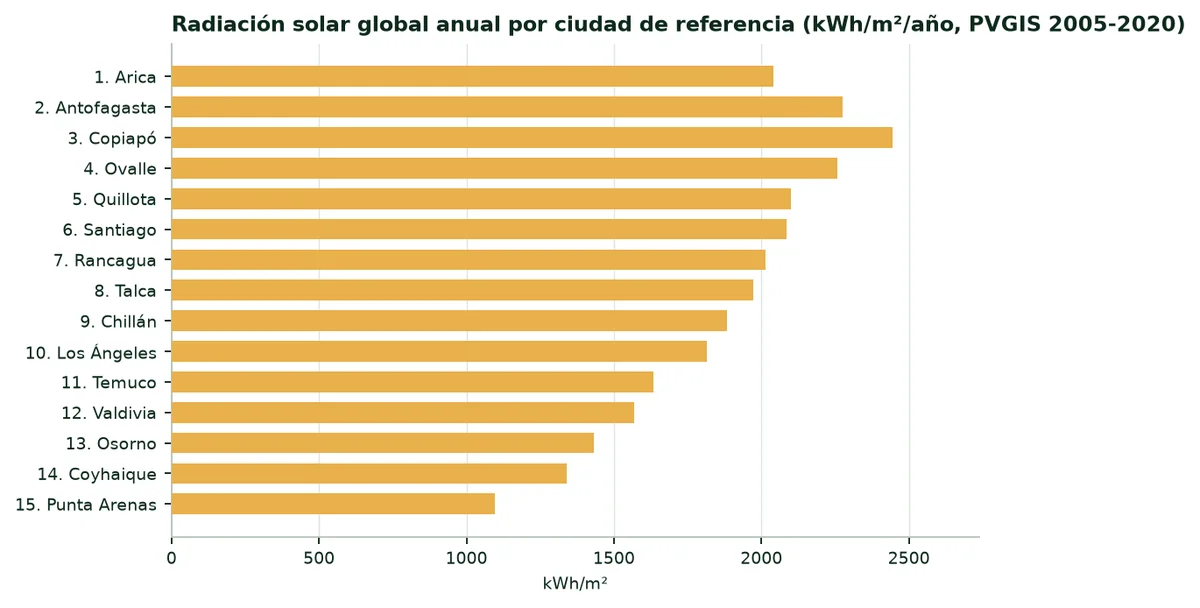 Radiación solar global anual por ciudad de referencia (kWh/m²/año, PVGIS 2005-2020)
1. Arica
2. Antofagasta
3. Copiapó
4. Ovalle
5. Quillota
6. Santiago
7. Rancagua
8. Talca
9. Chillán
10. Los Ángeles
11. Temuco
12. Valdivia
13. Osorno
14. Coyhaique
15. Punta Arenas
0 500 1000 1500 2000 2500
kWh/m²